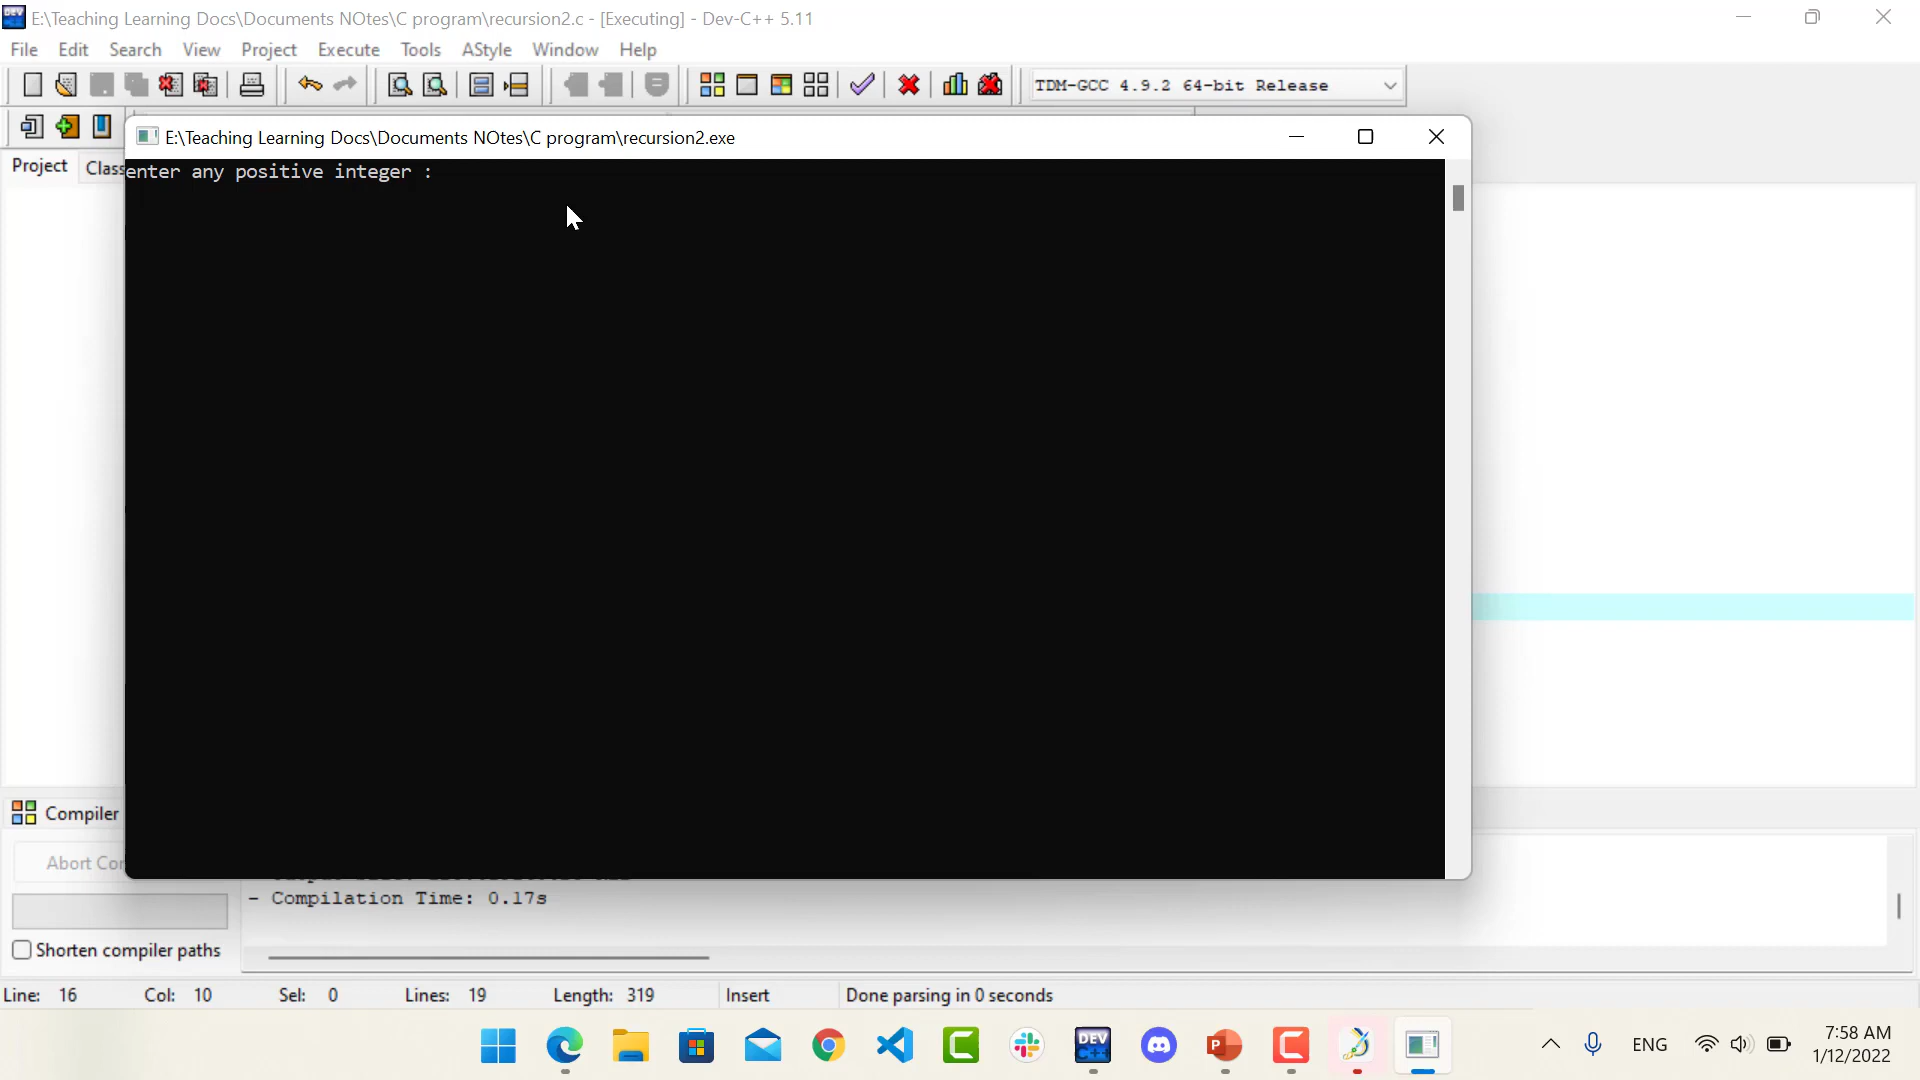 E:\Teaching Learning Docs\Documents NOtes\C program\recursion2.c - [Executing] - Dev-C++ 5.11
File Edit Search View Project Execute Tools AStyle Window Help
TDM-GCC 4.9.2 64-bit Release
E:\Teaching Learning Docs\Documents NOtes\C program\recursion2.exe
Project Class
enter any positive integer :
Compiler
Abort Co
- Compilation Time: 0.17s
Shorten compiler paths
Line: 16 Col: 10 Sel: 0 Lines: 19 Length: 319 Insert Done parsing in 0 seconds
DEV C++
ENG
7:58 AM
1/12/2022